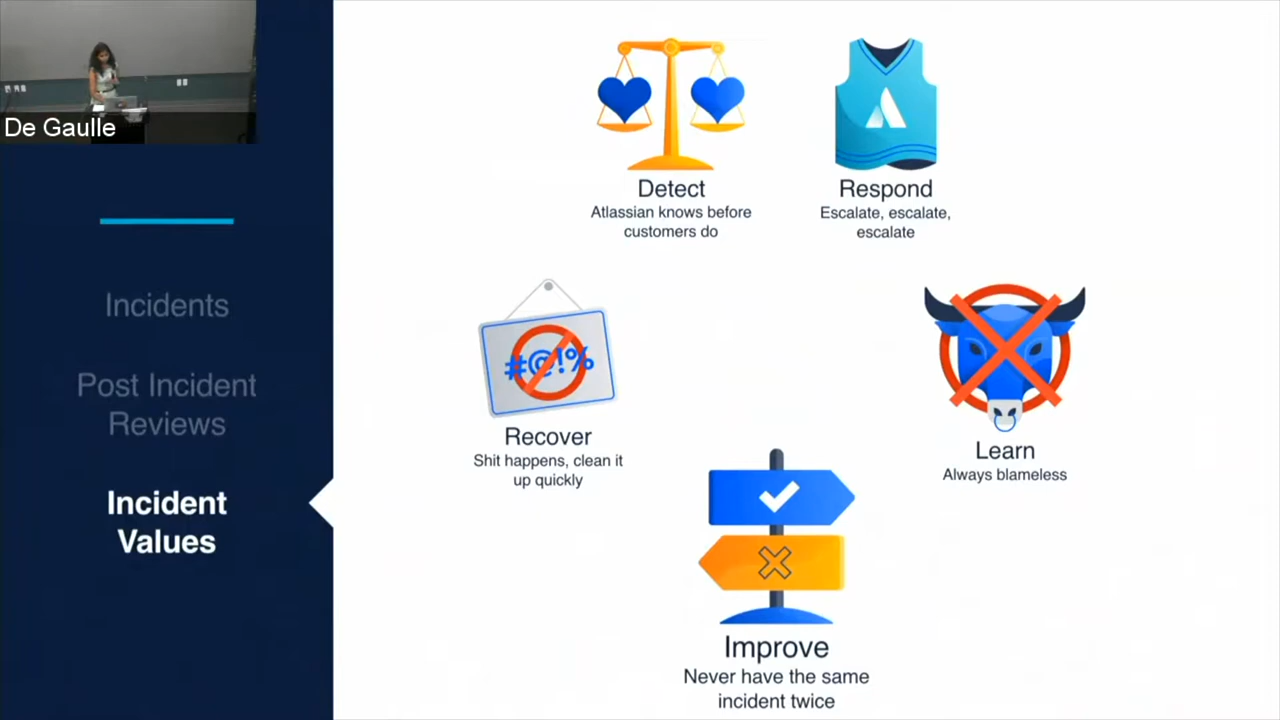 De Gaulle
Incidents
Post Incident
Reviews
Incident
Values
Detect
Atlassian knows before
customers do
Respond
Escalate, escalate,
escalate
#@!%
Recover
Shit happens, clean it
up quickly
Learn
Always blameless
Improve
Never have the same
incident twice